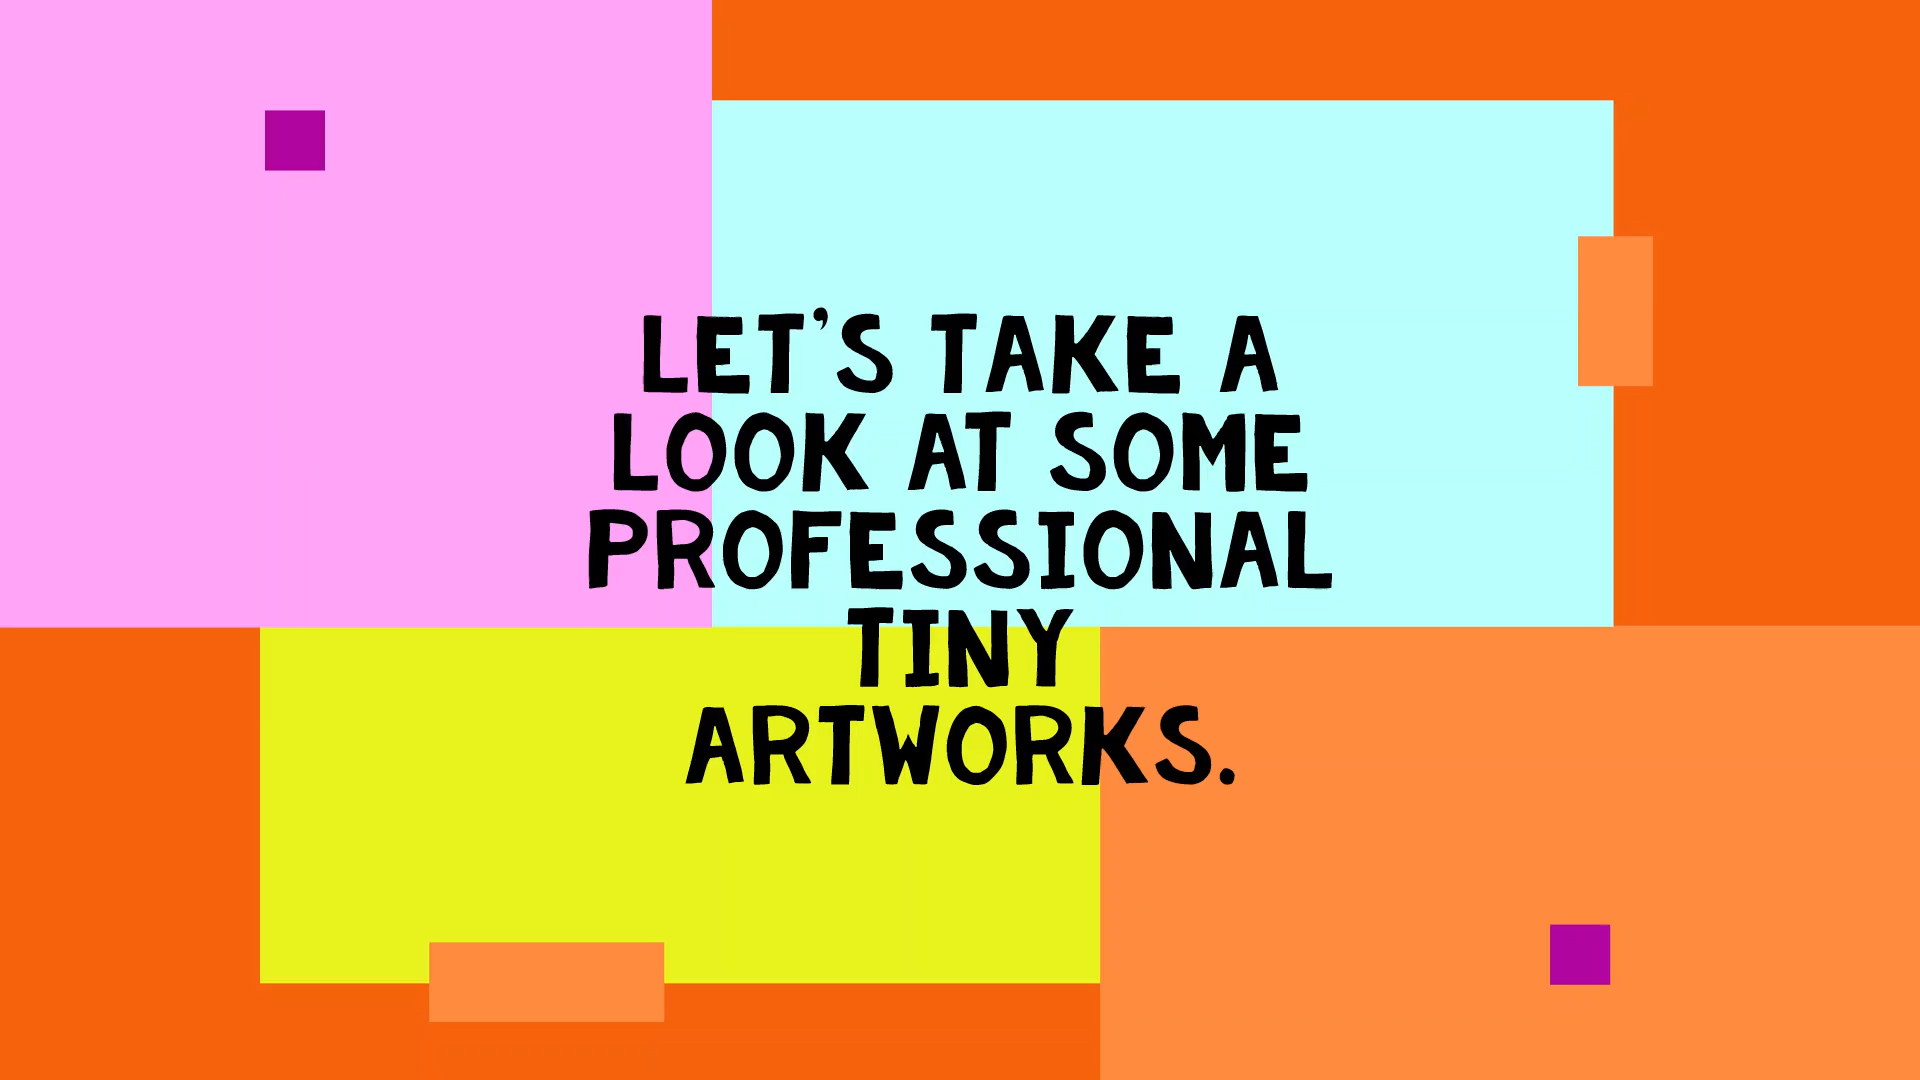 LET'S TAKE A
LOOK AT SOME
PROFESSIONAL
TINY
ARTWORKS.